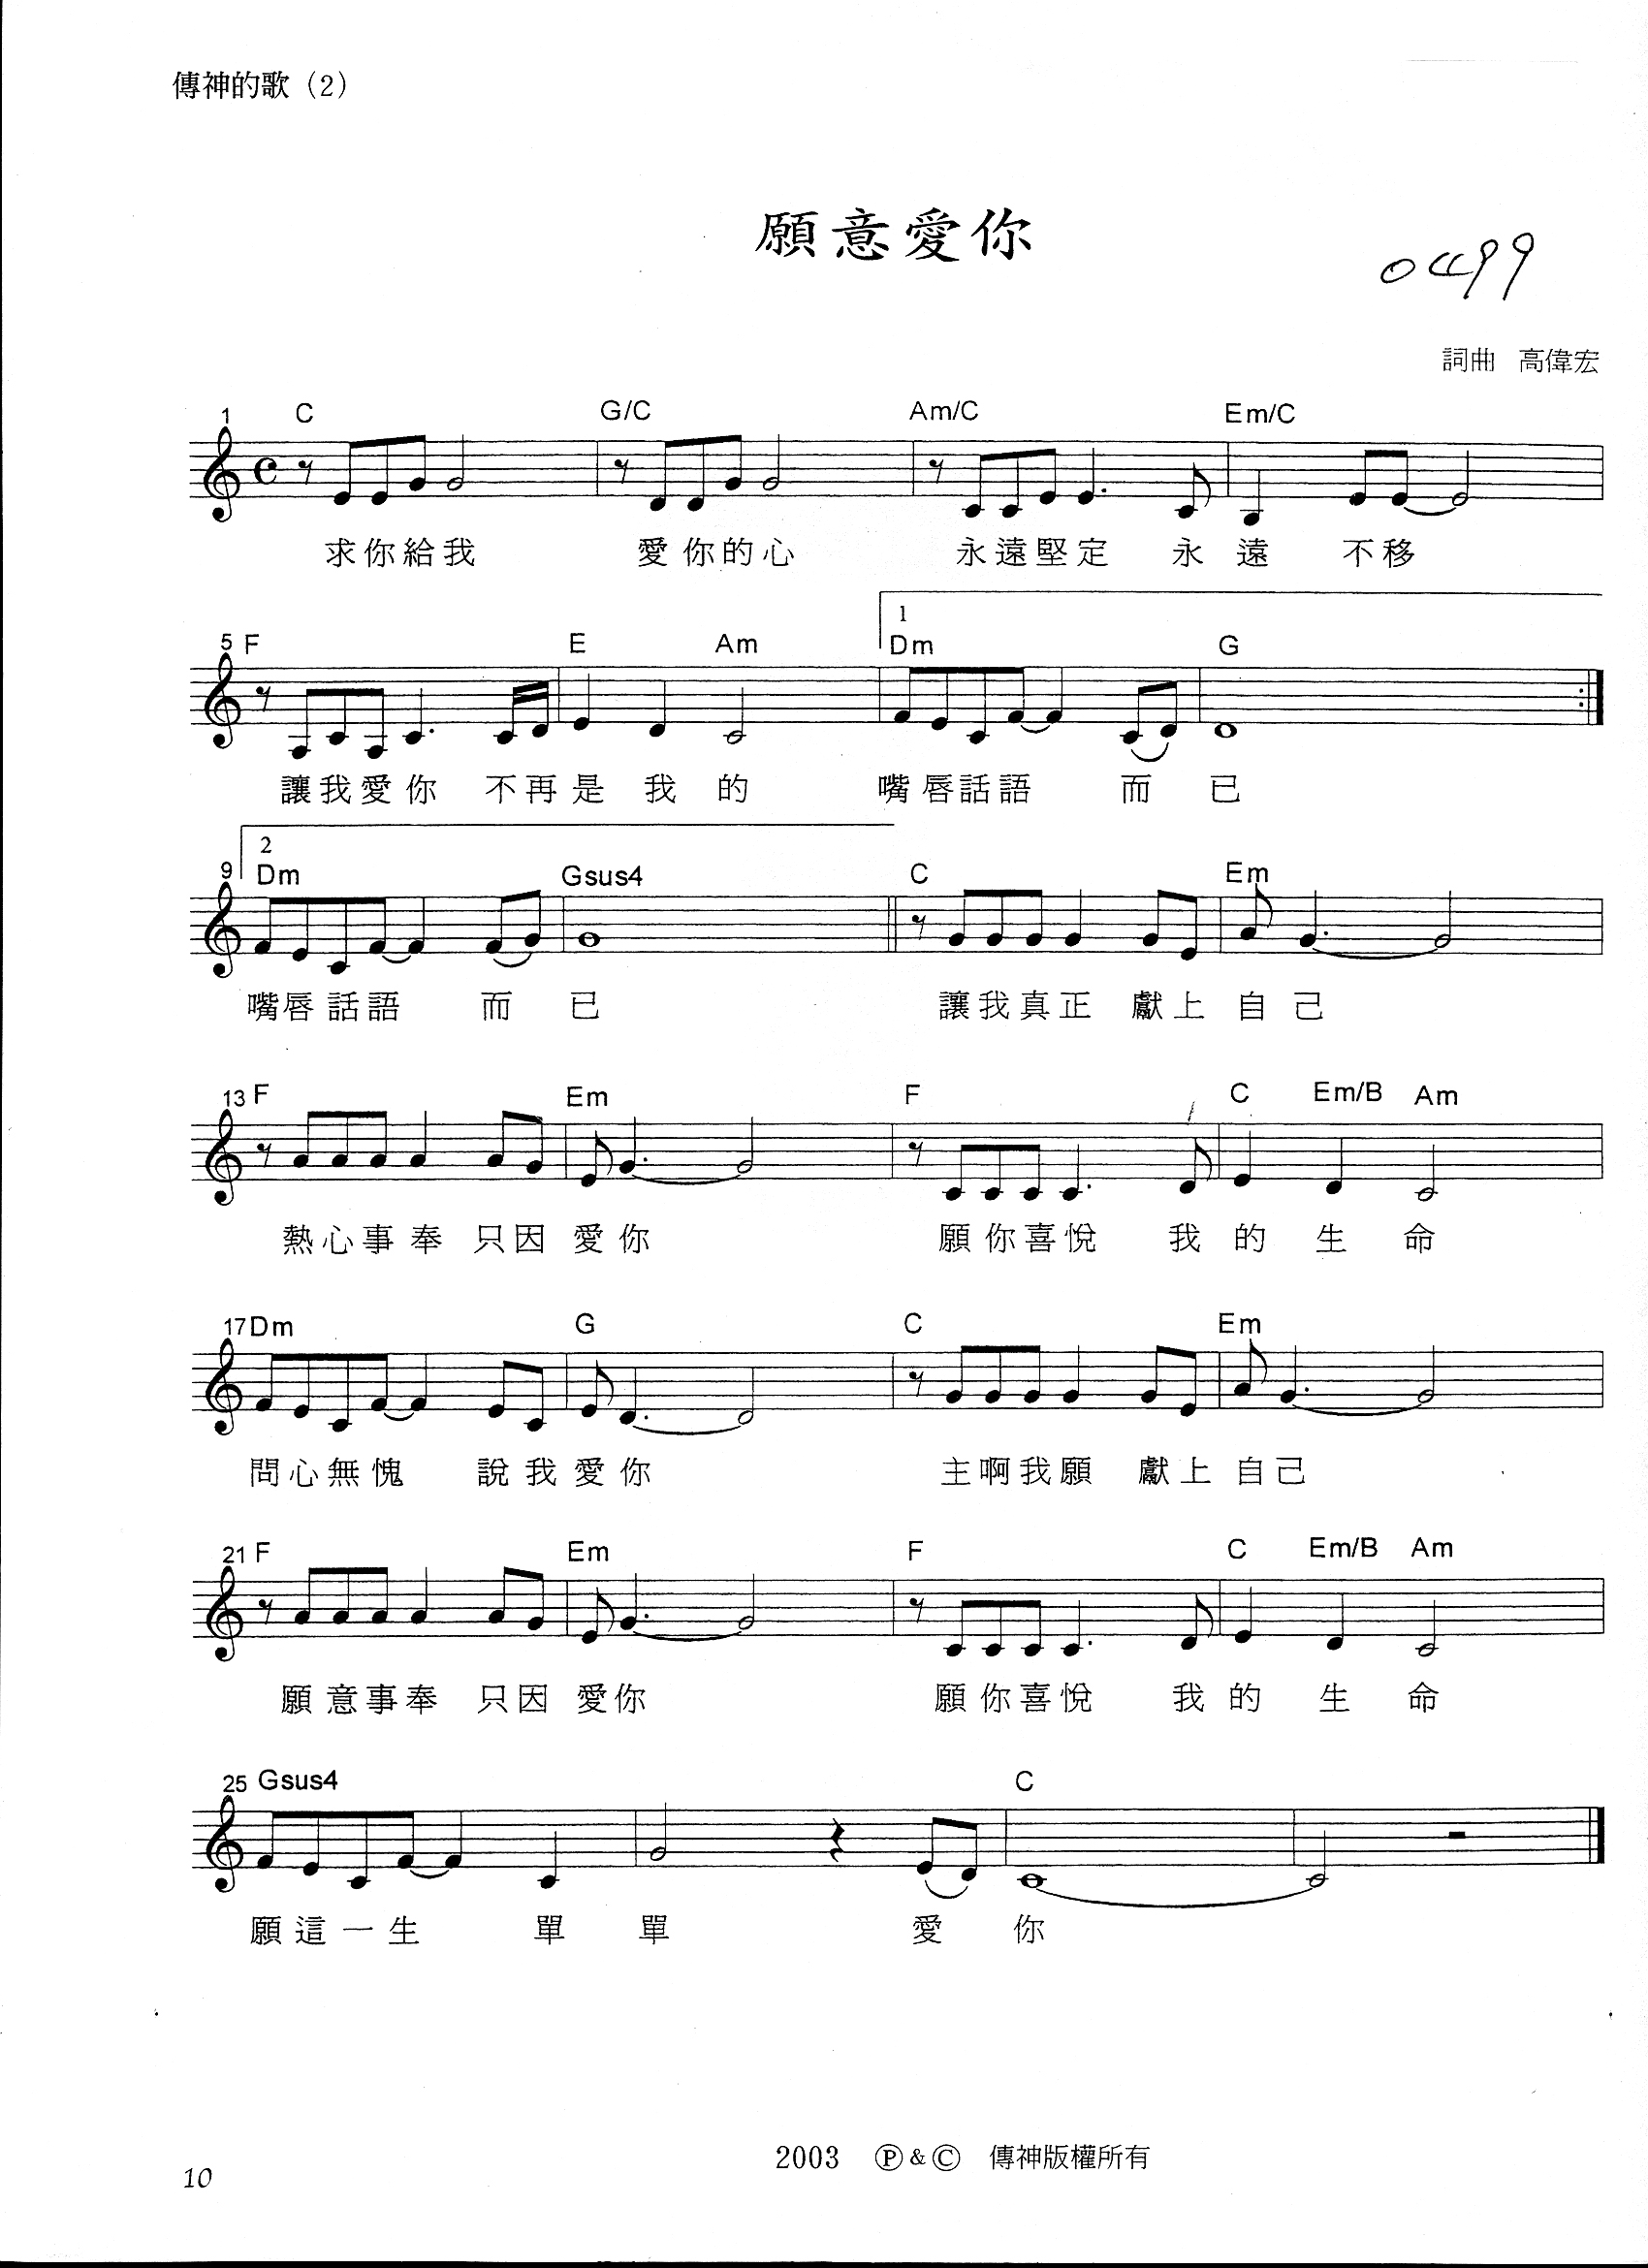 傳神的歌（2）
願意愛你
0499
詞曲 高偉宏
1 C G/C Am/C Em/C
求你給我 愛你的心 永遠堅定 永遠 不移
1
5 F E Am Dm G
讓我愛你 不再是 我 的 嘴唇話語 而 已
2
9 Dm Gsus4 C Em
嘴唇話語 而 已 讓我真正 獻上 自己
13 F Em F C Em/B Am
熱心事奉 只因 愛你 願你喜悅 我 的 生 命
17 Dm G C Em
問心無愧 說我 愛你 主啊我願 獻上 自己
21 F Em F C Em/B Am
願意事奉 只因 愛你 願你喜悅 我 的 生 命
25 Gsus4 C
願這一生 單 單 愛 你
2003 Ⓟ & Ⓒ 傳神版權所有
10